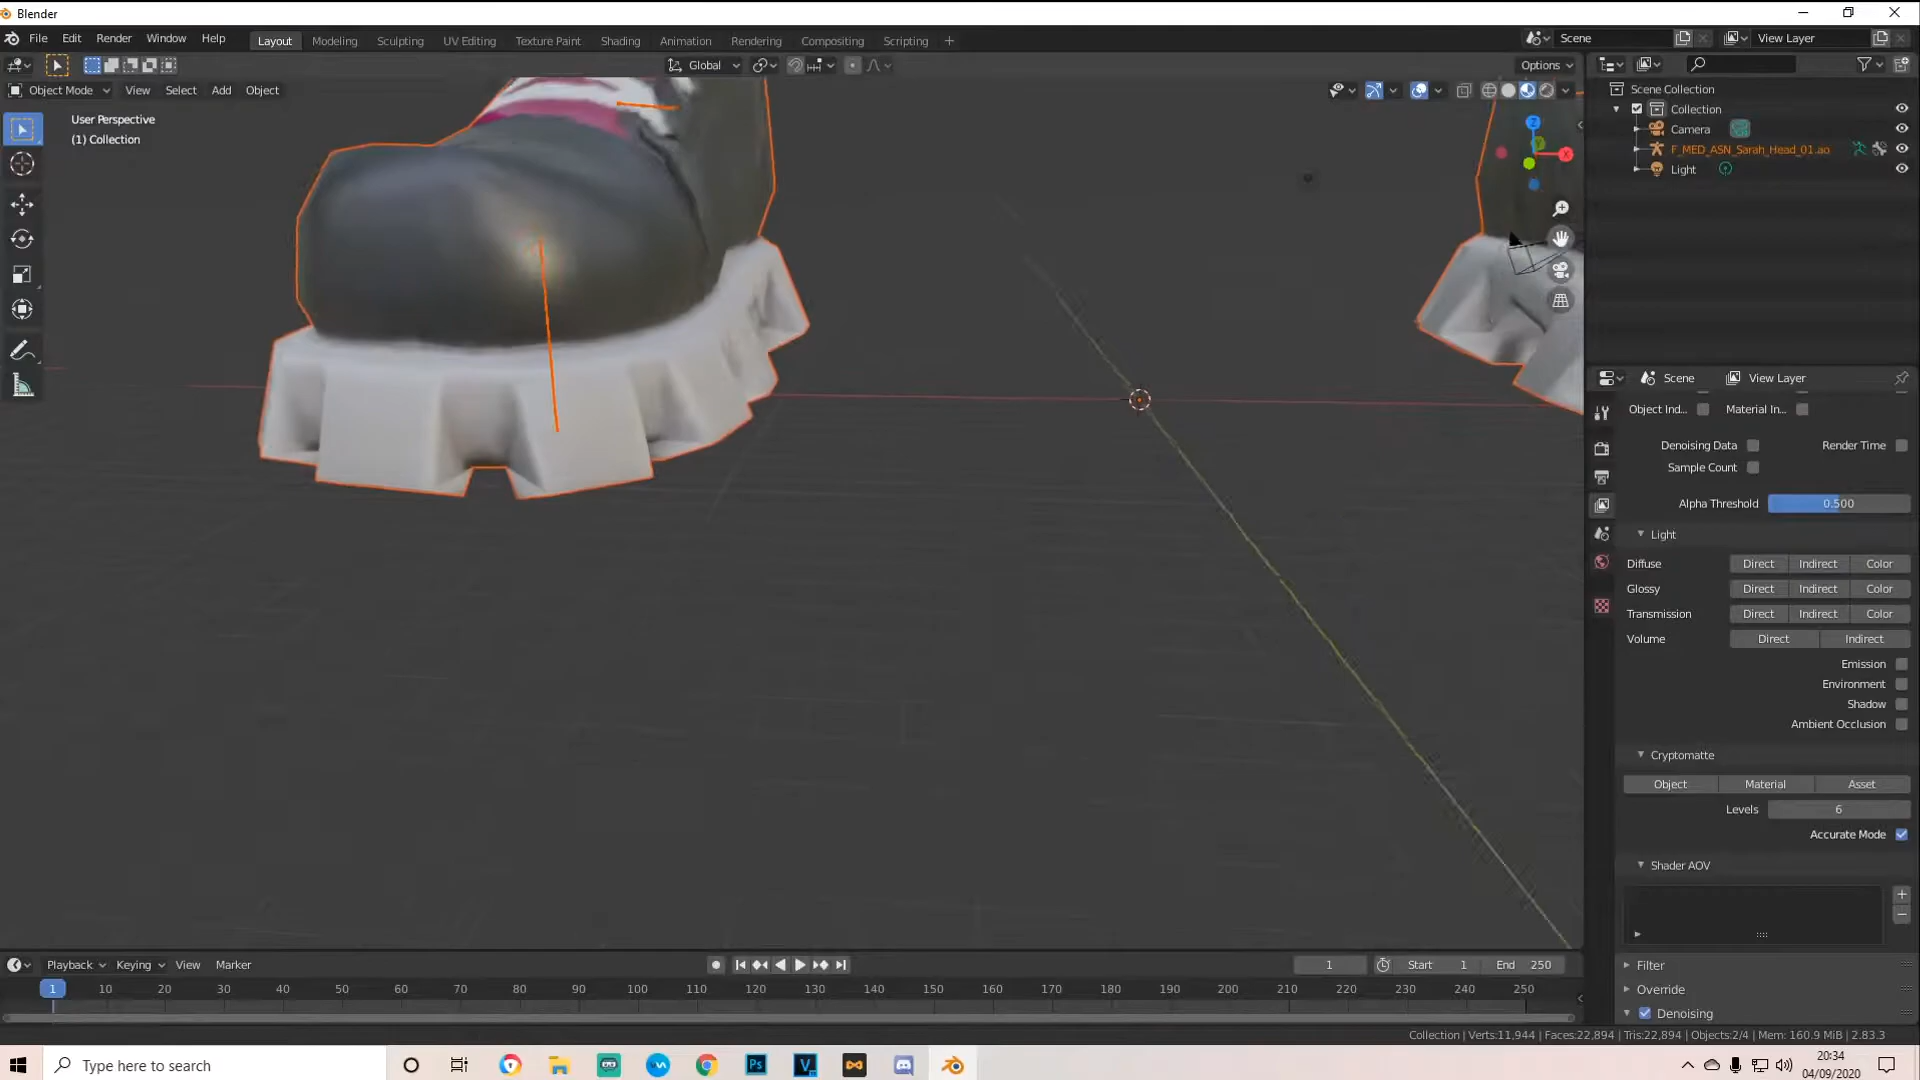 Blender
File Edit Render Window Help Layout Modeling Sculpting UV Editing Texture Paint Shading Animation Rendering Compositing Scripting + Scene View Layer
Global Options
Object Mode View Select Add Object
User Perspective
(1) Collection
Scene Collection
Collection
Camera
F_MED_ASN_Sarah_Head_01.ao
Light
Z
X
Scene View Layer
Object Ind... Material In...
Denoising Data Render Time
Sample Count
Alpha Threshold 0.500
Light
Diffuse Direct Indirect Color
Glossy Direct Indirect Color
Transmission Direct Indirect Color
Volume Direct Indirect
Emission
Environment
Shadow
Ambient Occlusion
Cryptomatte
Object Material Asset
Levels 6
Accurate Mode
Shader AOV
Filter
Override
Denoising
Playback Keying View Marker 1 Start 1 End 250
1 10 20 30 40 50 60 70 80 90 100 110 120 130 140 150 160 170 180 190 200 210 220 230 240 250
Collection | Verts:11,944 | Faces:22,894 | Tris:22,894 | Objects:2/4 | Mem: 160.9 MiB | 2.83.3
Type here to search
Ps
V
20:34
04/09/2020